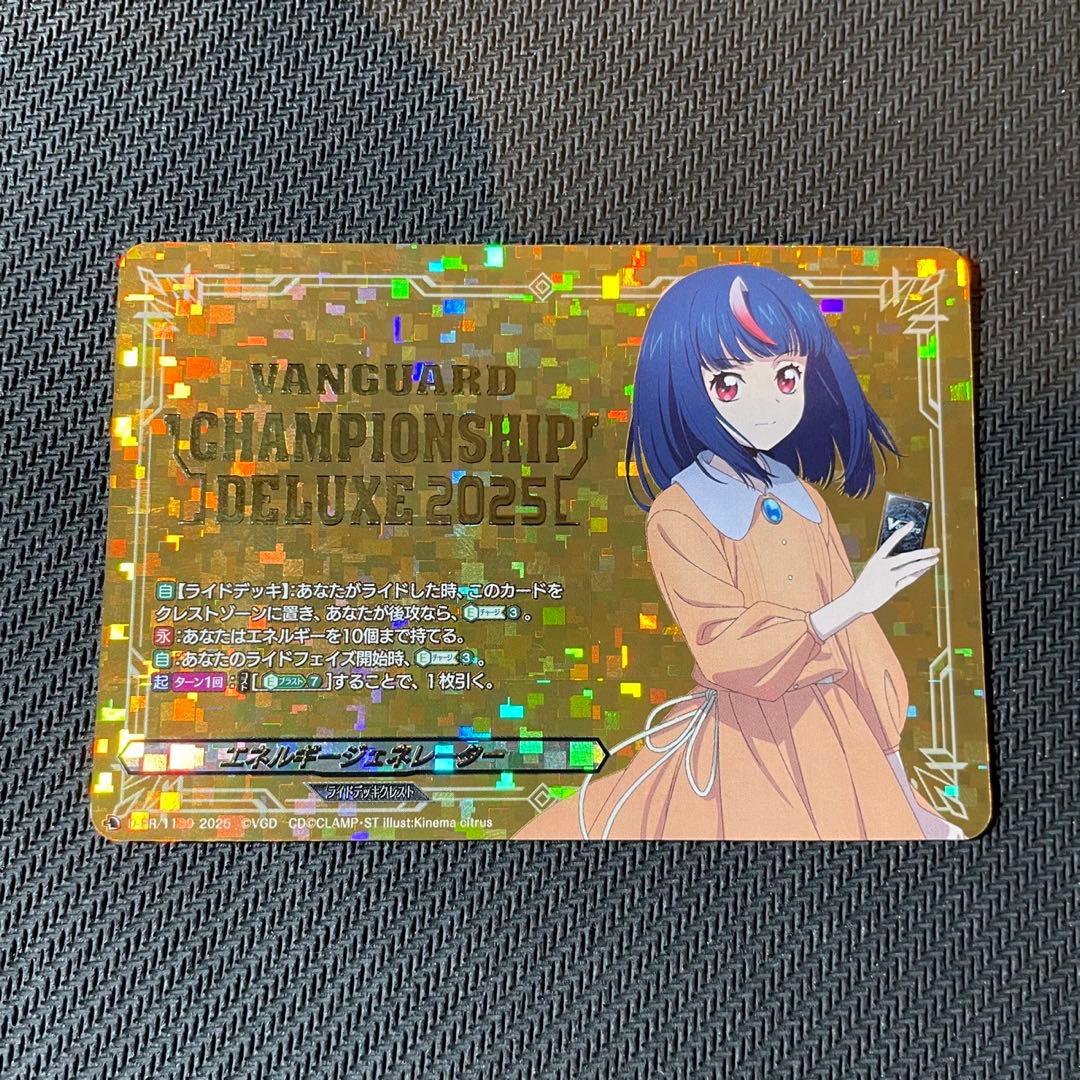 VANGUARD
CHAMPIONSHIP
DELUXE 2025
自【ライドデッキ】:あなたがライドした時、このカードを
クレストゾーンに置き、あなたが後攻なら、Eチャージ3。
永:あなたはエネルギーを10個まで持てる。
自:あなたのライドフェイズ開始時、Eチャージ3。
起ターン1回:コスト[Eブラスト7]することで、1枚引く。
エネルギージェネレーター
ライドデッキクレスト
2025 ©VGD CD©CLAMP・ST illust:Kinema citrus